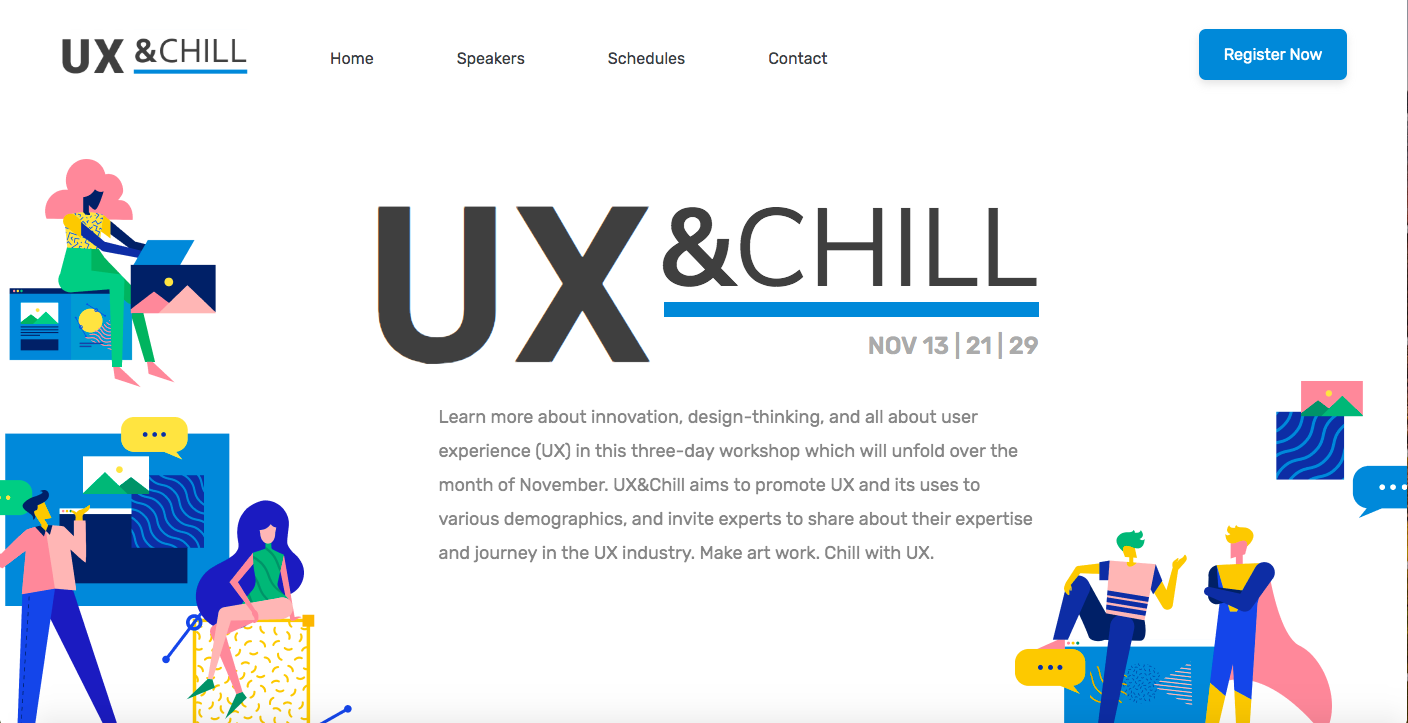 UX &CHILL
Home
Speakers
Schedules
Contact
Register Now
UX &CHILL
NOV 13 | 21 | 29
Learn more about innovation, design-thinking, and all about user
experience (UX) in this three-day workshop which will unfold over the
month of November. UX&Chill aims to promote UX and its uses to
various demographics, and invite experts to share about their expertise
and journey in the UX industry. Make art work. Chill with UX.